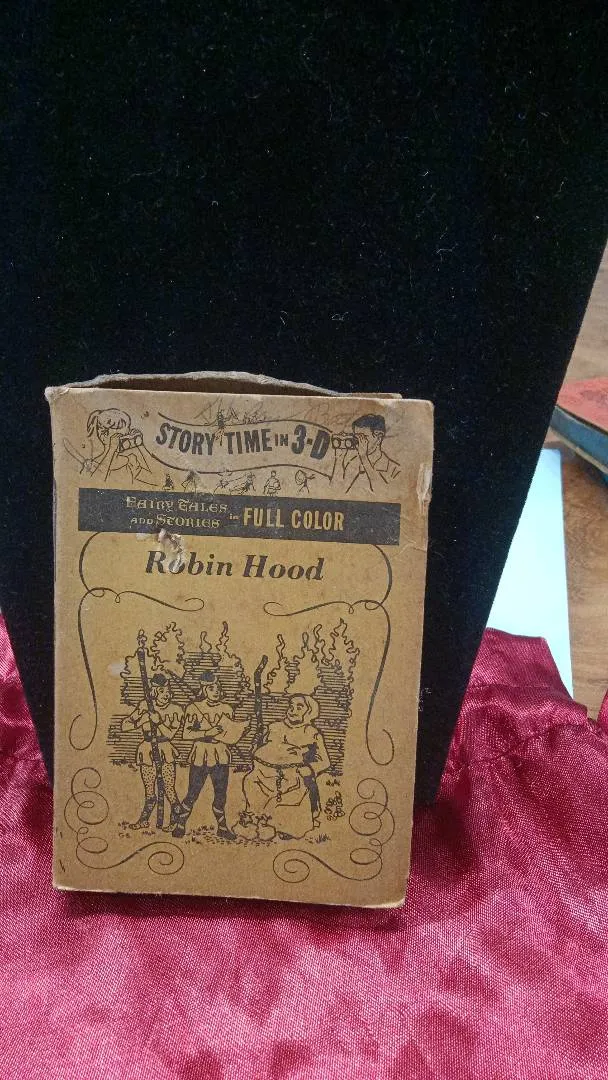 STORY TIME IN 3-D
FAIRY TALES
AND STORIES in FULL COLOR
Robin Hood